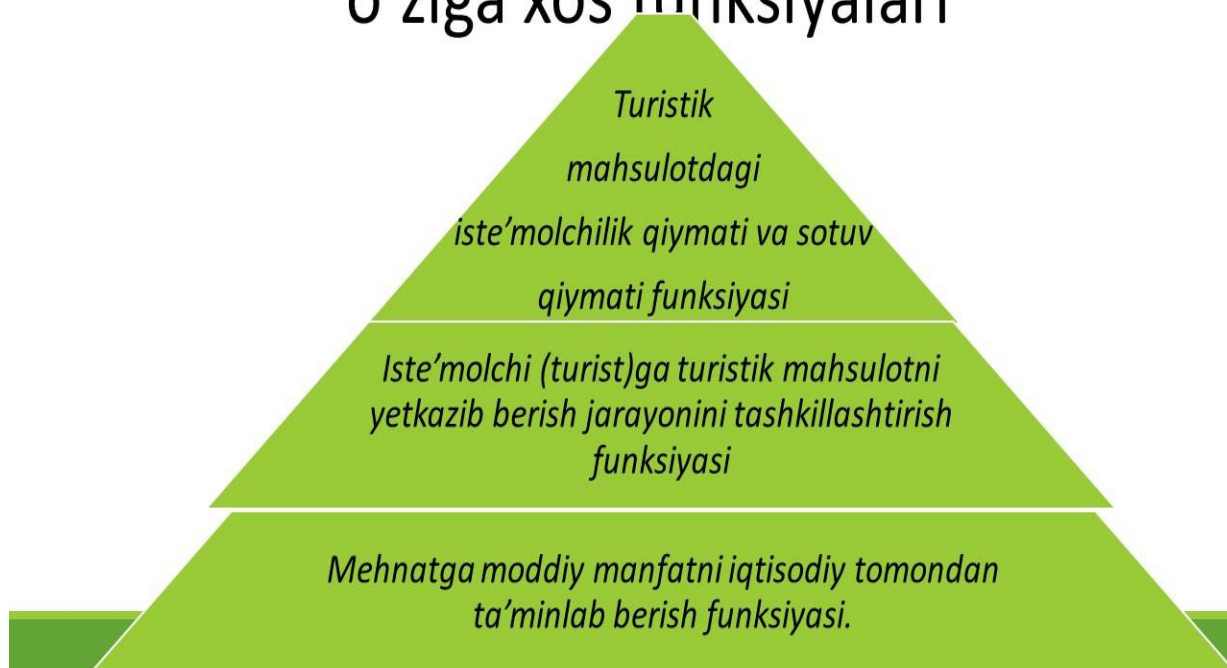 o'ziga xos funksiyalari
Turistik
mahsulotdagi
iste’molchilik qiymati va sotuv
qiymati funksiyasi
Iste’molchi (turist)ga turistik mahsulotni
yetkazib berish jarayonini tashkillashtirish
funksiyasi
Mehnatga moddiy manfatni iqtisodiy tomondan
ta’minlab berish funksiyasi.